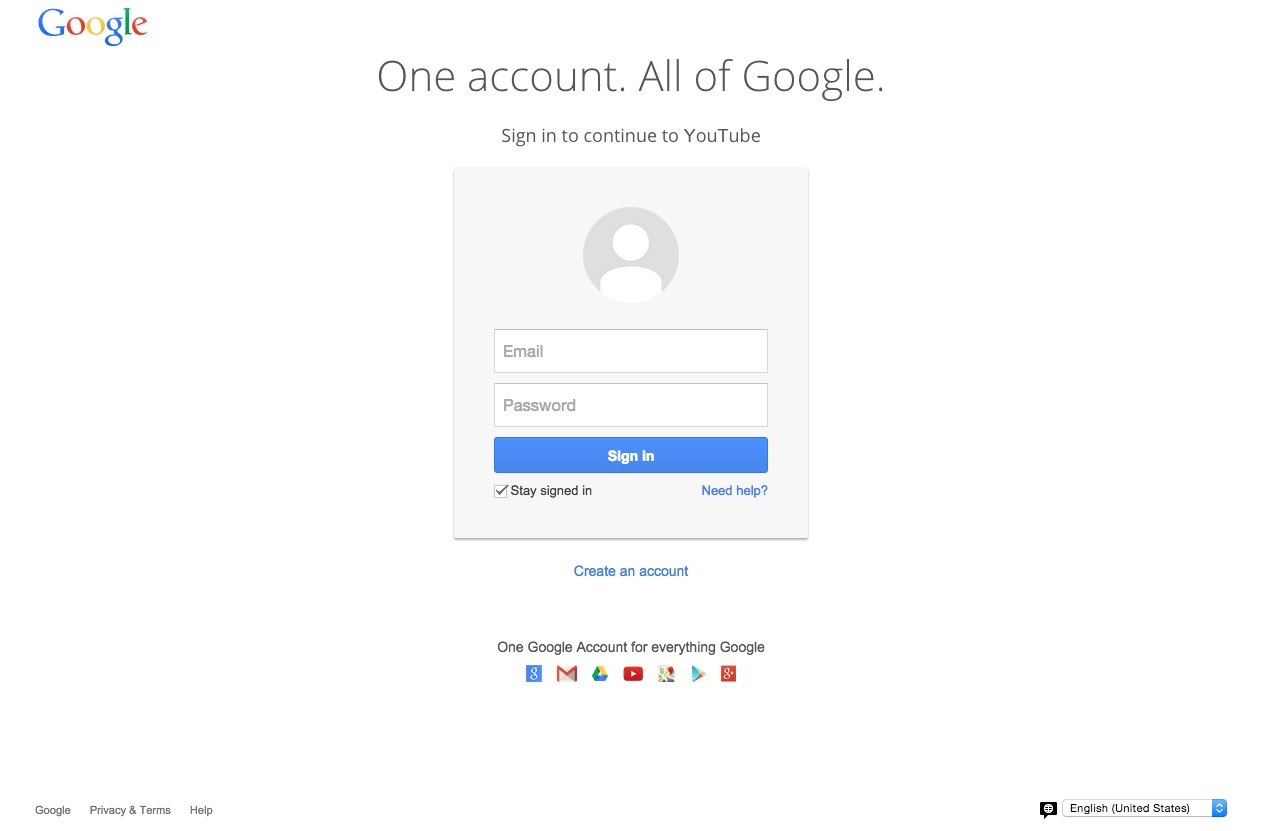 Google
One account. All of Google.
Sign in to continue to YouTube
Email
Password
Sign in
Stay signed in
Need help?
Create an account
One Google Account for everything Google
Google
Privacy & Terms
Help
English (United States)